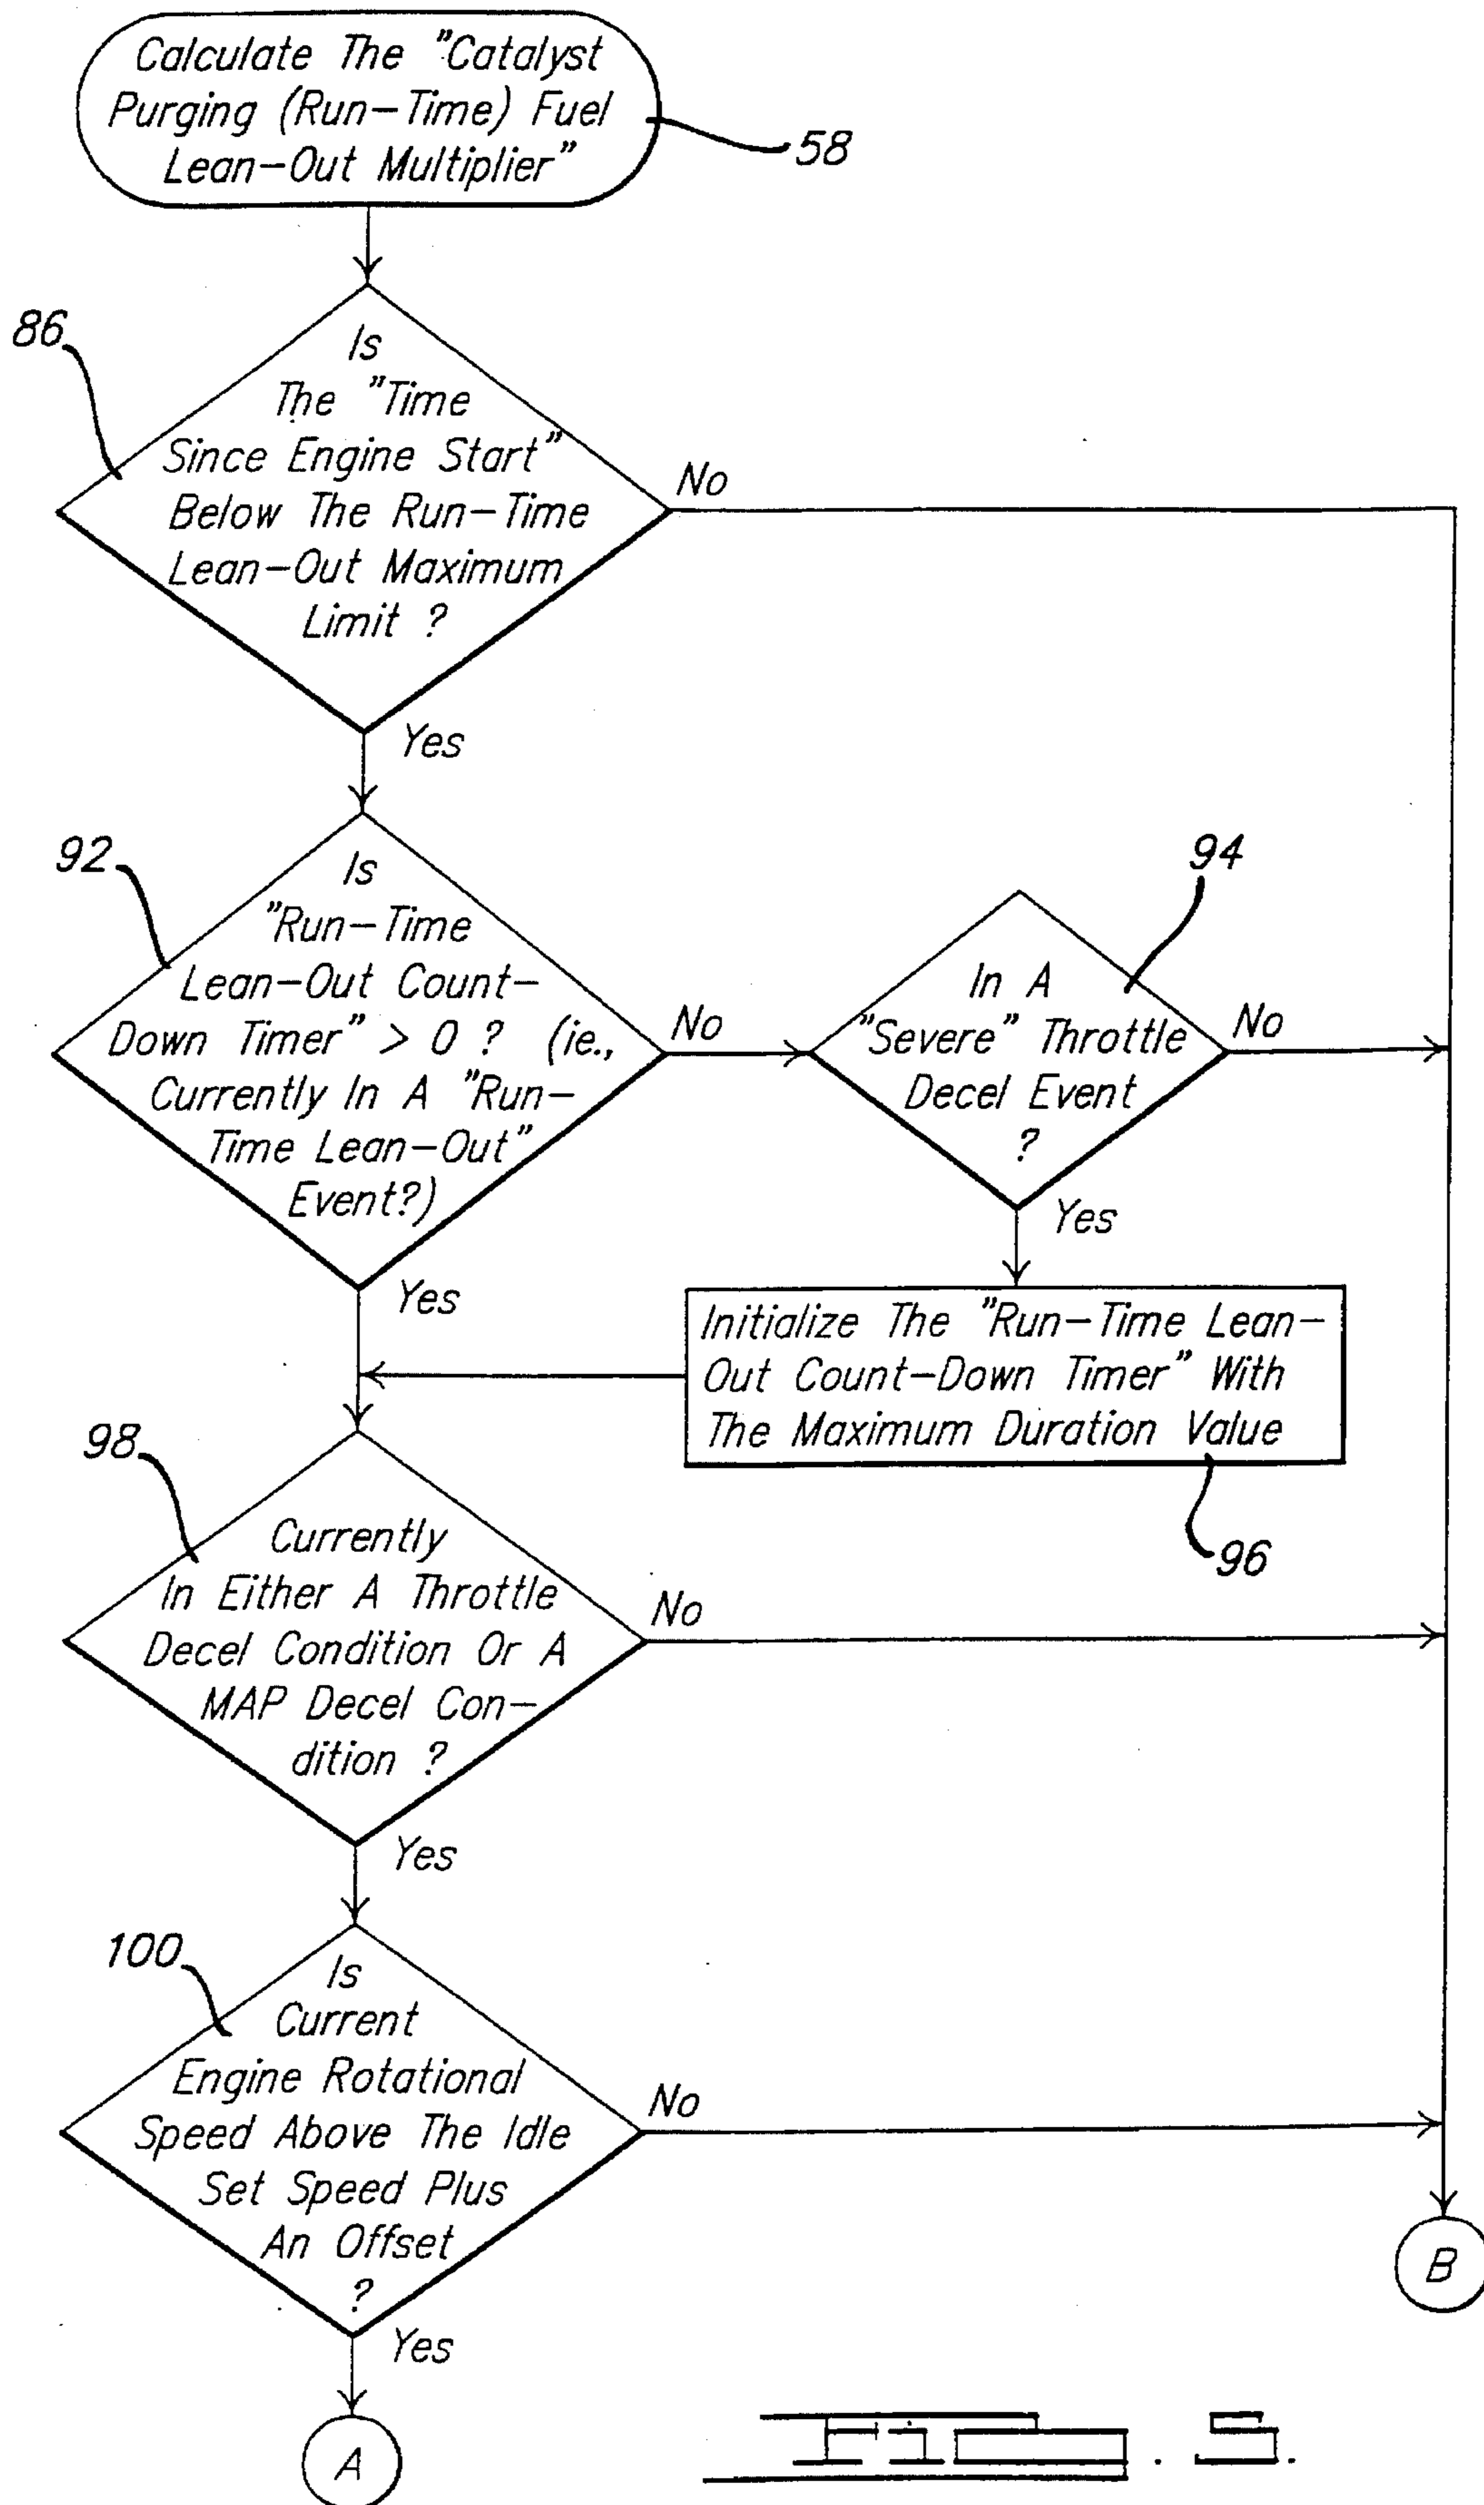 Calculate The "Catalyst
Purging (Run-Time) Fuel
Lean-Out Multiplier"
58
86
Is
The "Time
Since Engine Start"
Below The Run-Time
Lean-Out Maximum
Limit ?
No
Yes
92
Is
"Run-Time
Lean-Out Count-
Down Timer" > 0 ? (ie.,
Currently In A "Run-
Time Lean-Out"
Event?)
No
Yes
94
In A
"Severe" Throttle
Decel Event
?
No
Yes
Initialize The "Run-Time Lean-
Out Count-Down Timer" With
The Maximum Duration Value
96
98
Currently
In Either A Throttle
Decel Condition Or A
MAP Decel Con-
dition ?
No
Yes
100
Is
Current
Engine Rotational
Speed Above The Idle
Set Speed Plus
An Offset
?
No
Yes
B
A
FIG. 5.